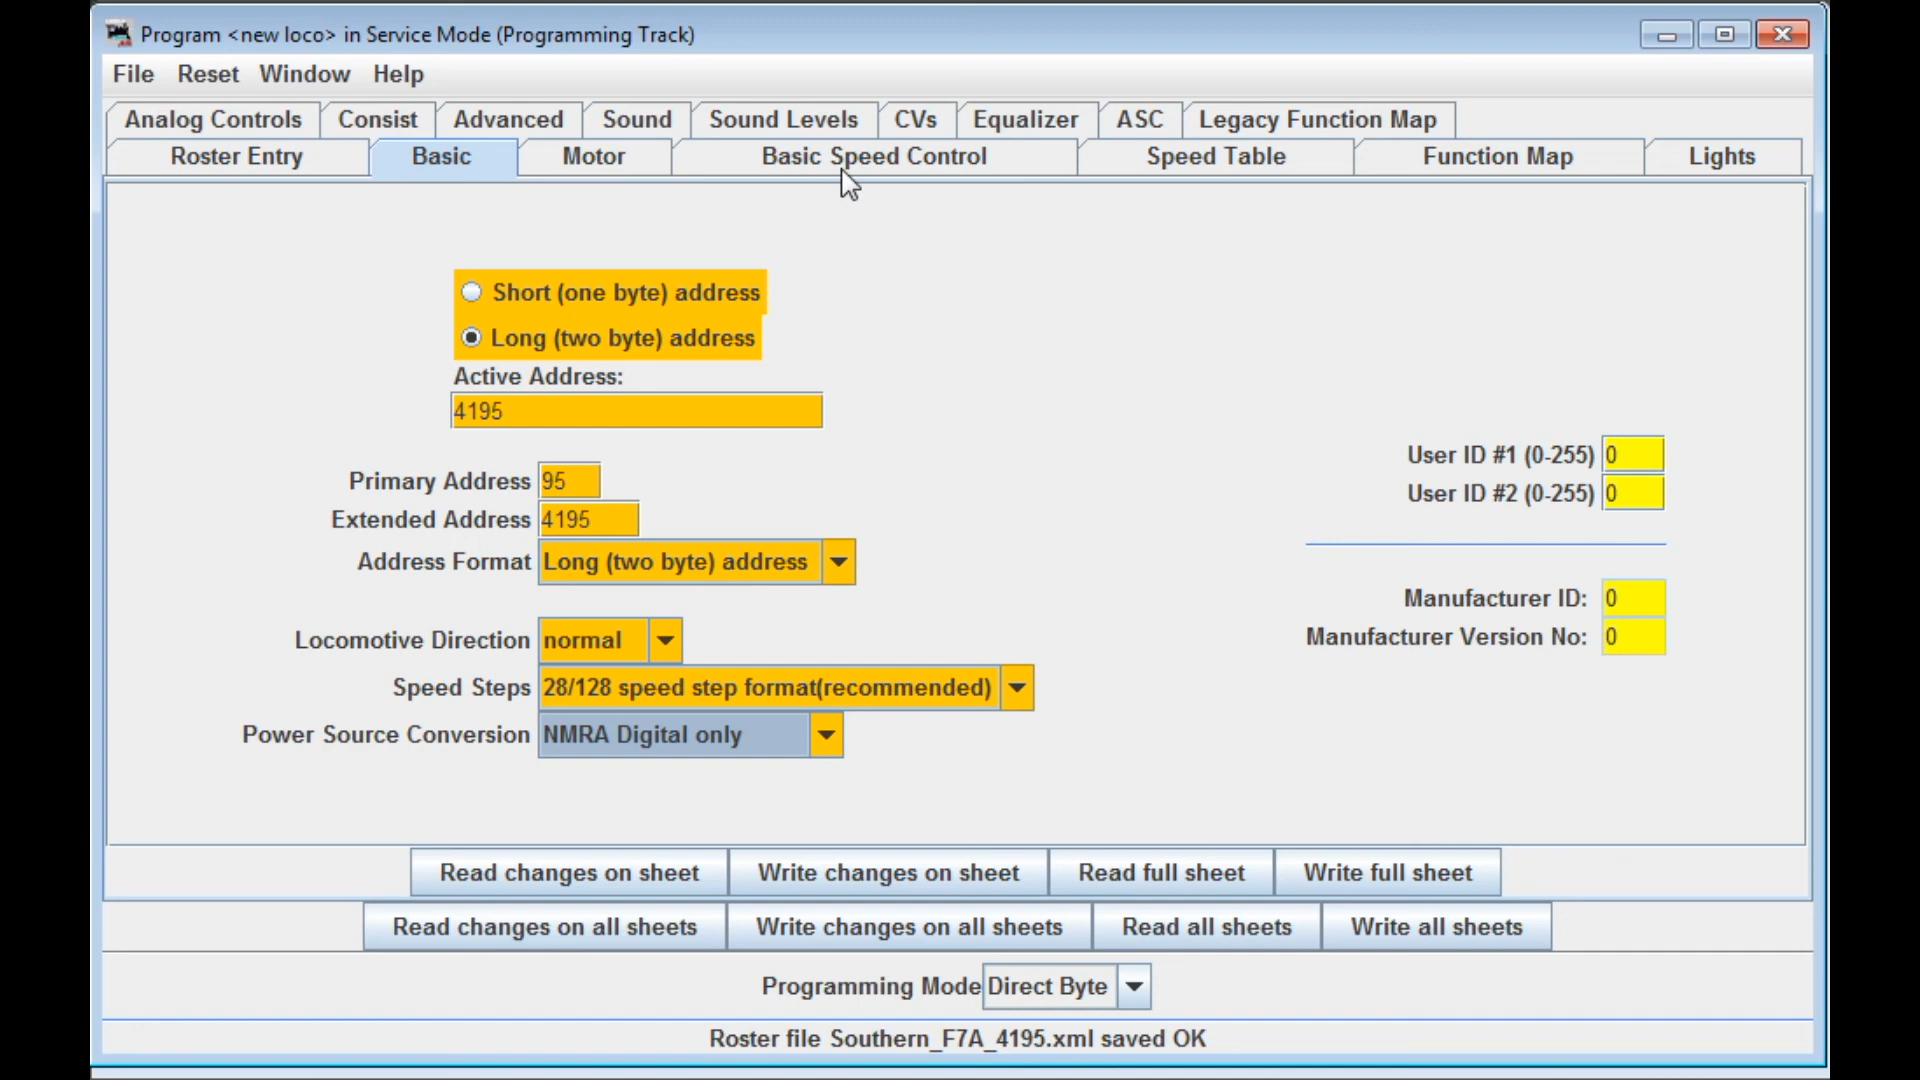 Program <new loco> in Service Mode (Programming Track)
File Reset Window Help
Analog Controls Consist Advanced Sound Sound Levels CVs Equalizer ASC Legacy Function Map
Roster Entry Basic Motor Basic Speed Control Speed Table Function Map Lights
Short (one byte) address
Long (two byte) address
Active Address:
4195
Primary Address 95
Extended Address 4195
Address Format Long (two byte) address
Locomotive Direction normal
Speed Steps 28/128 speed step format(recommended)
Power Source Conversion NMRA Digital only
User ID #1 (0-255) 0
User ID #2 (0-255) 0
Manufacturer ID: 0
Manufacturer Version No: 0
Read changes on sheet Write changes on sheet Read full sheet Write full sheet
Read changes on all sheets Write changes on all sheets Read all sheets Write all sheets
Programming Mode Direct Byte
Roster file Southern_F7A_4195.xml saved OK